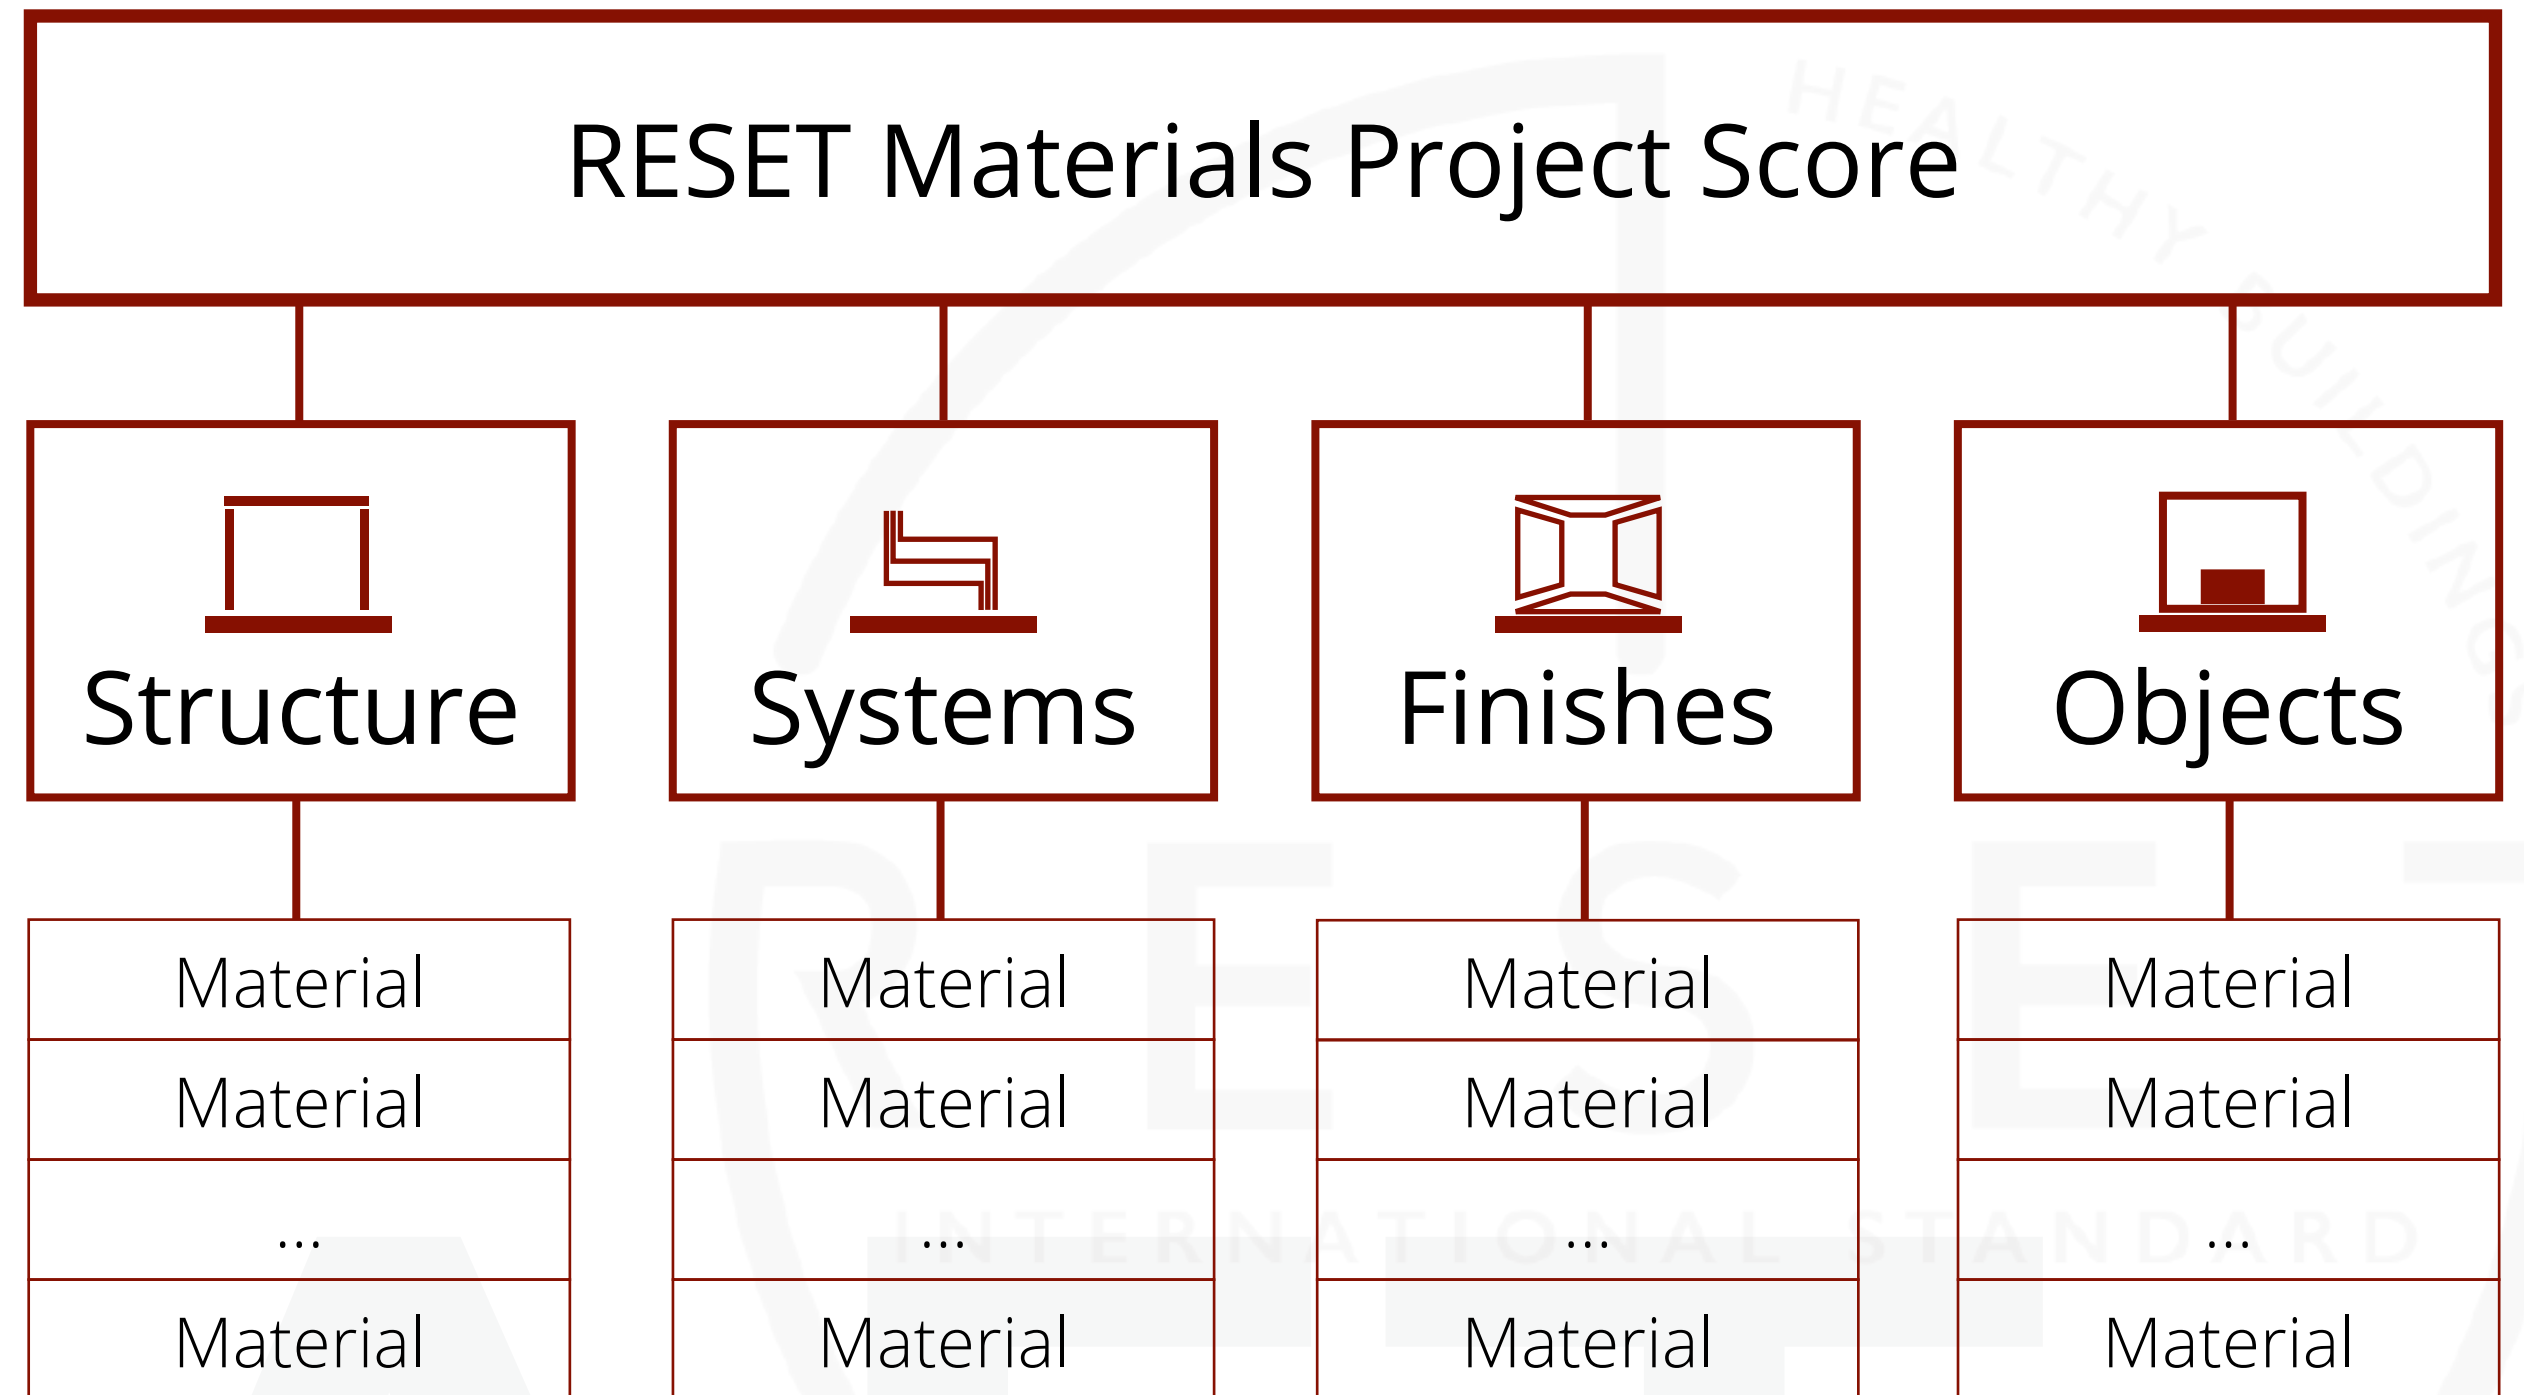 RESET Materials Project Score
Structure
Systems
Finishes
Objects
Material
Material
...
Material
Material
Material
...
Material
Material
Material
...
Material
Material
Material
...
Material
HEALTHY BUILDINGS
RESET
INTERNATIONAL STANDARD